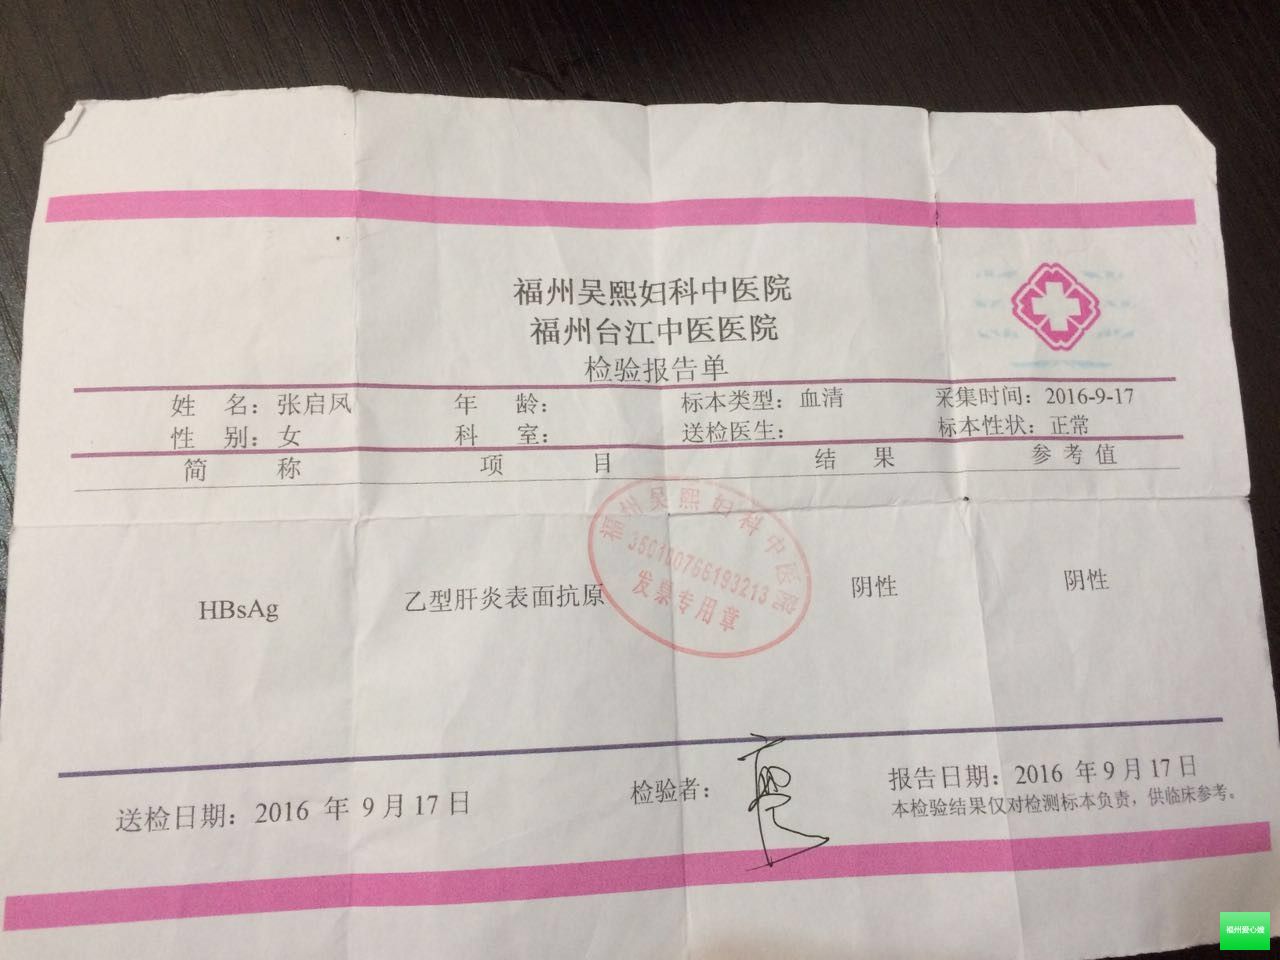 福州吴熙妇科中医院
福州台江中医医院
检验报告单
姓 名：张启凤 年 龄： 标本类型：血清 采集时间：2016-9-17
性 别：女 科 室： 送检医生： 标本性状：正常
简 称 项 目 结 果 参 考 值
福州吴熙妇科中医院
350100766193213
发票专用章
HBsAg 乙型肝炎表面抗原 阴性 阴性
送检日期：2016 年 9 月 17 日 检验者： 报告日期：2016 年 9 月 17 日
本检验结果仅对检测标本负责，供临床参考。
福州爱心嫂